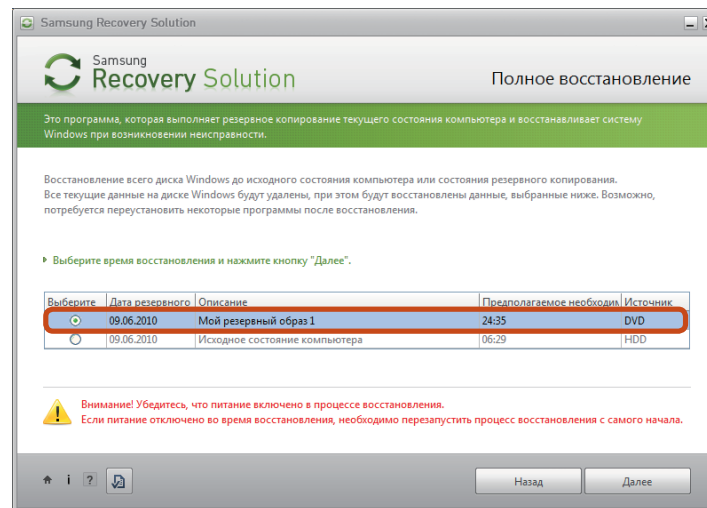 Samsung Recovery Solution
Samsung
Recovery Solution
Полное восстановление
Это программа, которая выполняет резервное копирование текущего состояния компьютера и восстанавливает систему
Windows при возникновении неисправности.
Восстановление всего диска Windows до исходного состояния компьютера или состояния резервного копирования.
Все текущие данные на диске Windows будут удалены, при этом будут восстановлены данные, выбранные ниже. Возможно,
потребуется переустановить некоторые программы после восстановления.
Выберите время восстановления и нажмите кнопку "Далее".
Выберите Дата резервного Описание Предполагаемое необходим Источник
09.06.2010 Мой резервный образ 1 24:35 DVD
09.06.2010 Исходное состояние компьютера 06:29 HDD
Внимание! Убедитесь, что питание включено в процессе восстановления.
Если питание отключено во время восстановления, необходимо перезапустить процесс восстановления с самого начала.
Назад Далее